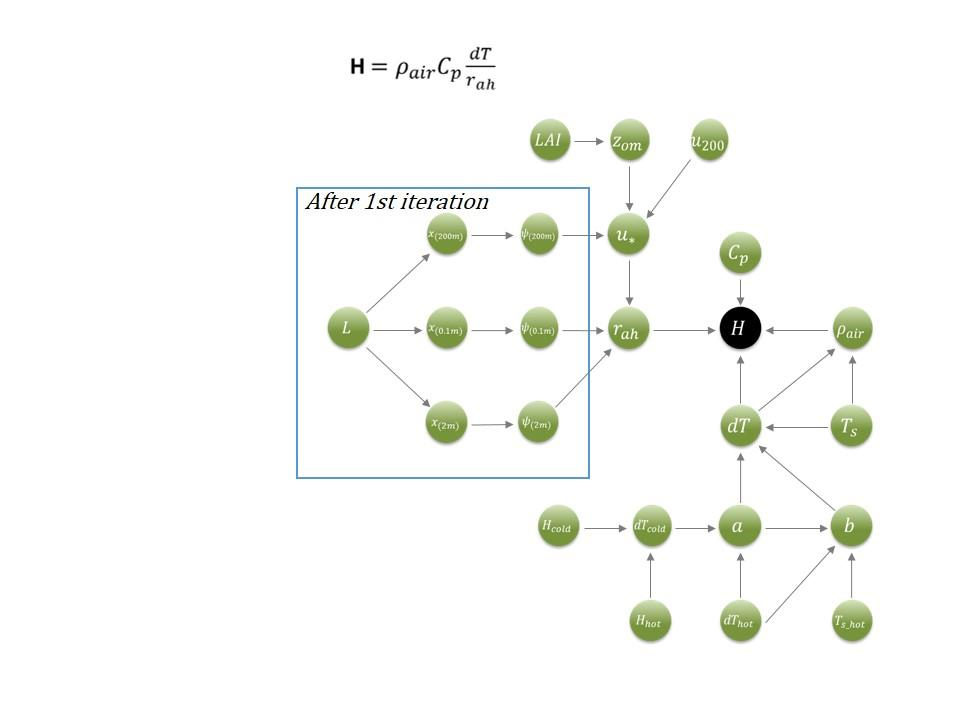 H = ρ_air C_p dT / r_ah
LAI z_om u_200
After 1st iteration
x_(200m) ψ_(200m) u_*
C_p
L x_(0.1m) ψ_(0.1m) r_ah H ρ_air
x_(2m) ψ_(2m) dT T_s
H_cold dT_cold a b
H_hot dT_hot T_s_hot